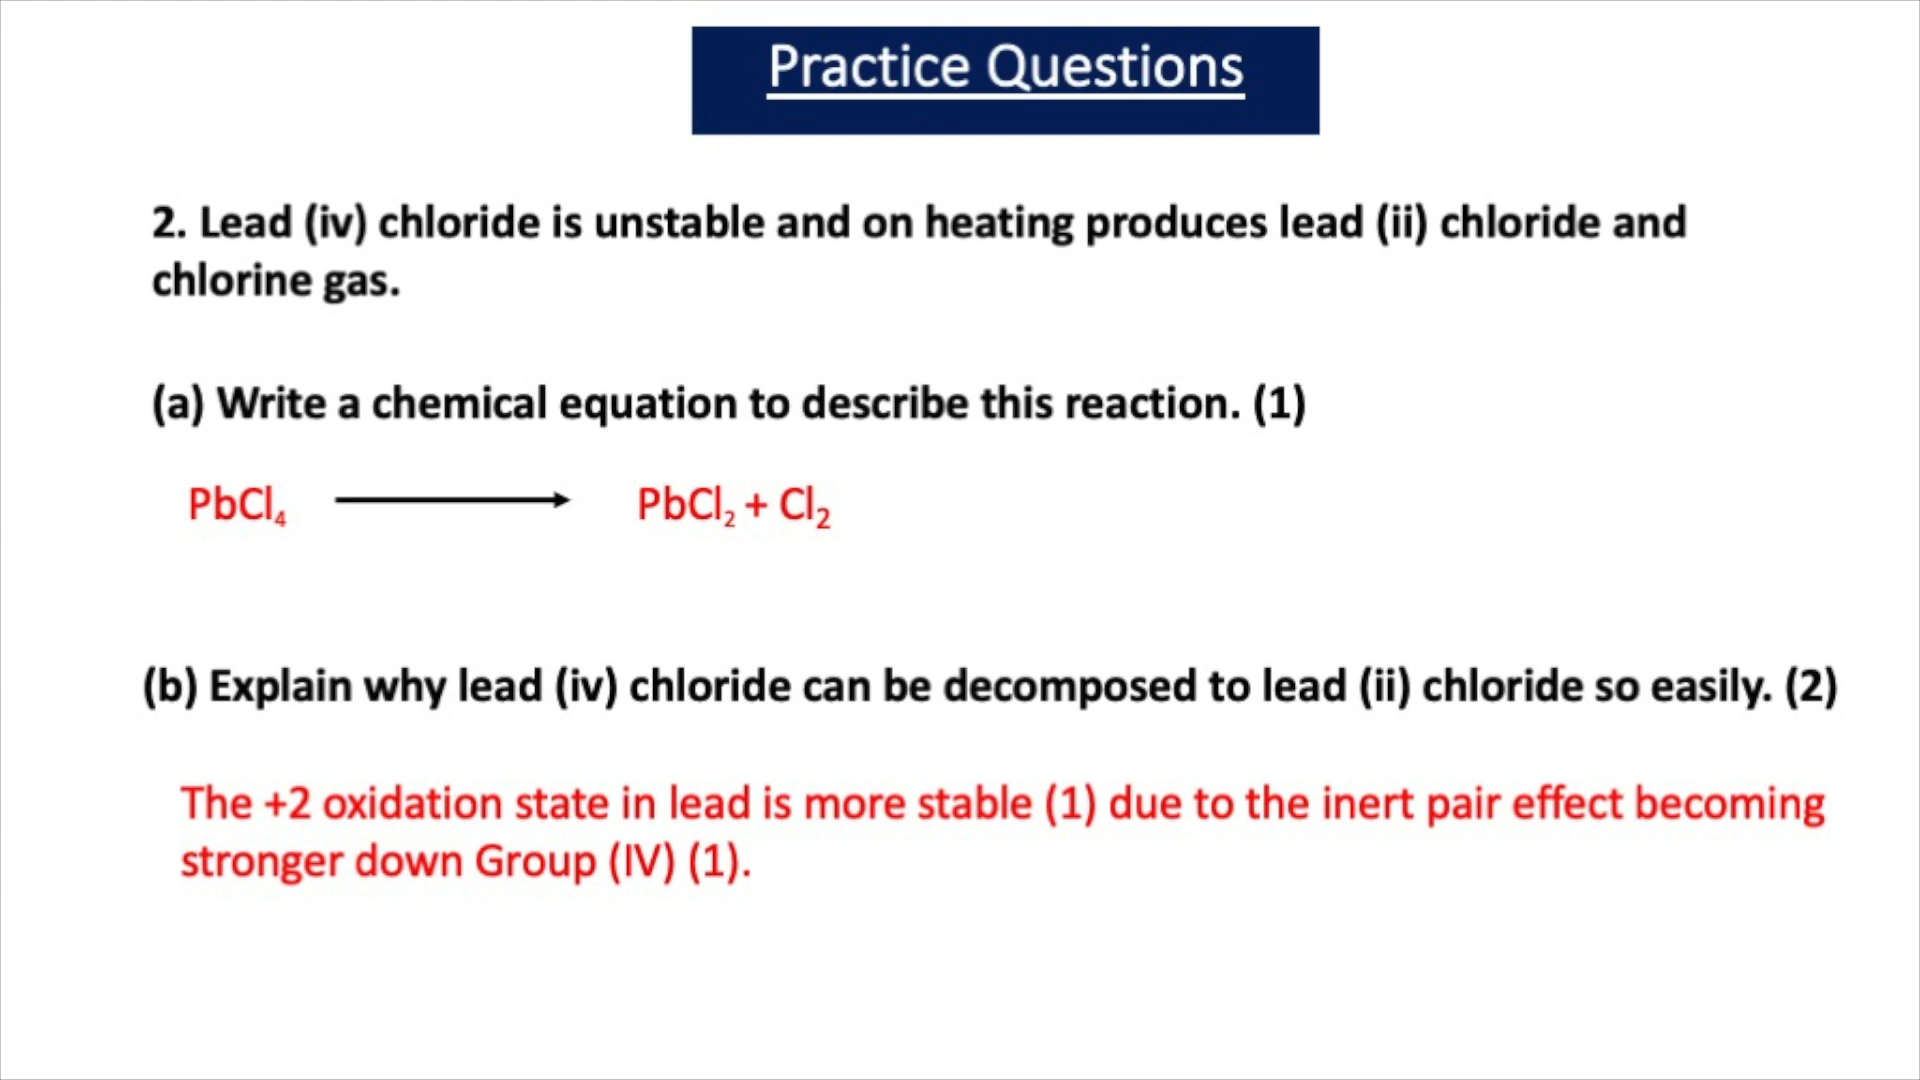 Practice Questions
2. Lead (iv) chloride is unstable and on heating produces lead (ii) chloride and
chlorine gas.
(a) Write a chemical equation to describe this reaction. (1)
PbCl₄ ⟶ PbCl₂ + Cl₂
(b) Explain why lead (iv) chloride can be decomposed to lead (ii) chloride so easily. (2)
The +2 oxidation state in lead is more stable (1) due to the inert pair effect becoming
stronger down Group (IV) (1).